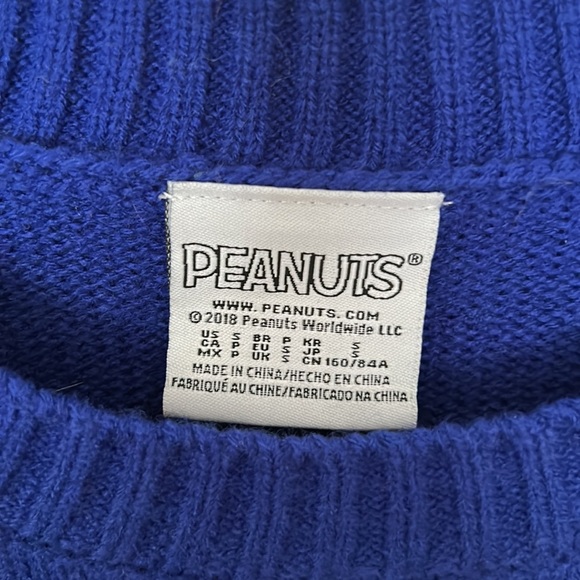 PEANUTS®
WWW. PEANUTS. COM
© 2018 Peanuts Worldwide LLC
US S BR P KR S
CA P EU S JP S
MX P UK S CN 160/84A
MADE IN CHINA/HECHO EN CHINA
FABRIQUÉ AU CHINE/FABRICADO NA CHINA